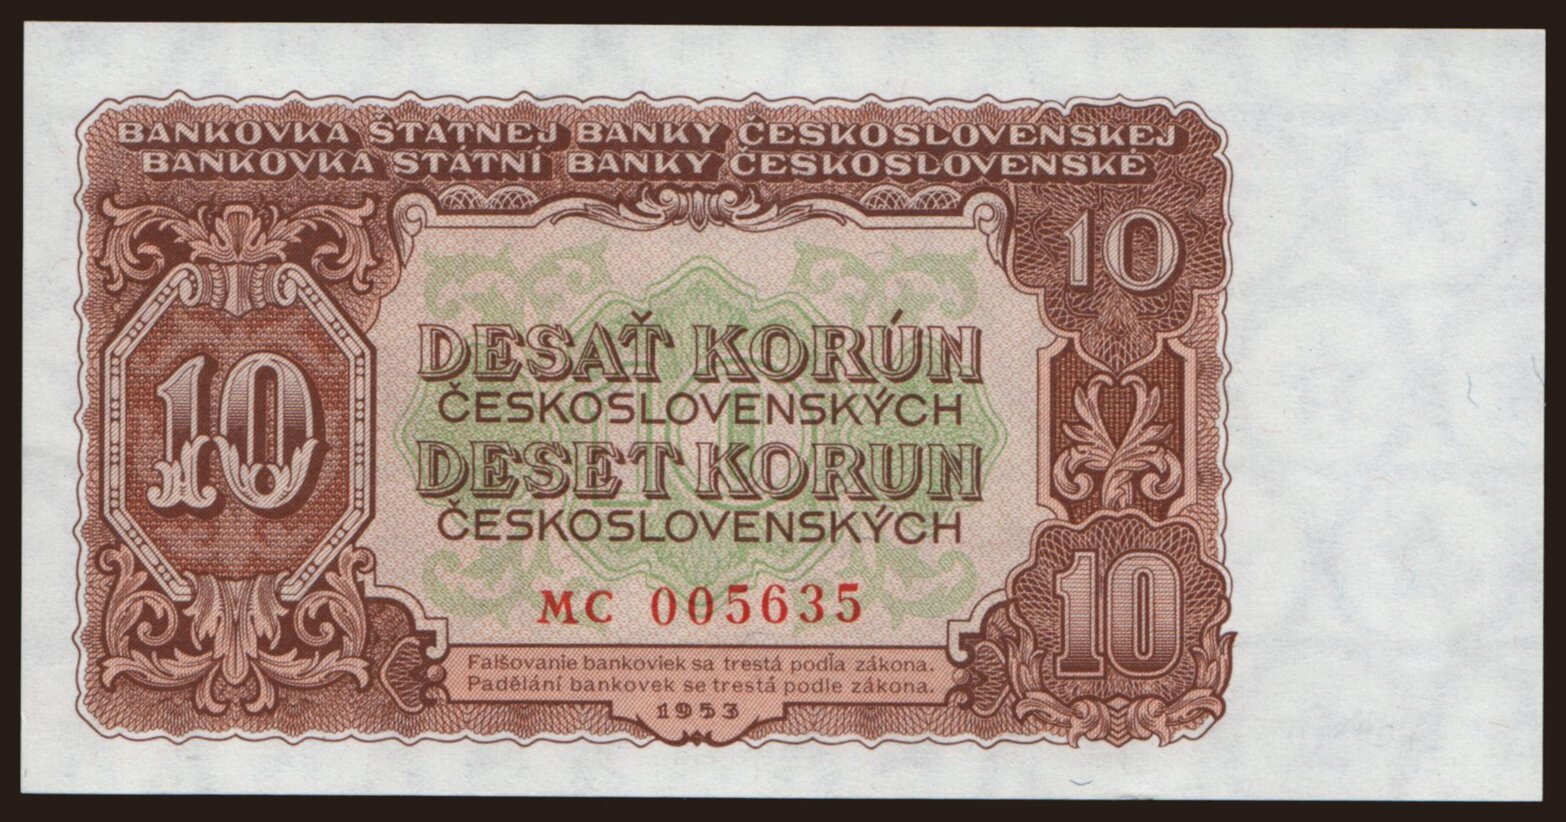 BANKOVKA ŠTÁTNEJ BANKY ČESKOSLOVENSKEJ
BANKOVKA STÁTNÍ BANKY ČESKOSLOVENSKÉ
10
10
DESAŤ KORÚN
ČESKOSLOVENSKÝCH
DESET KORUN
ČESKOSLOVENSKÝCH
MC 005635
10
Falšovanie bankoviek sa trestá podľa zákona.
Padělání bankovek se trestá podle zákona.
1953